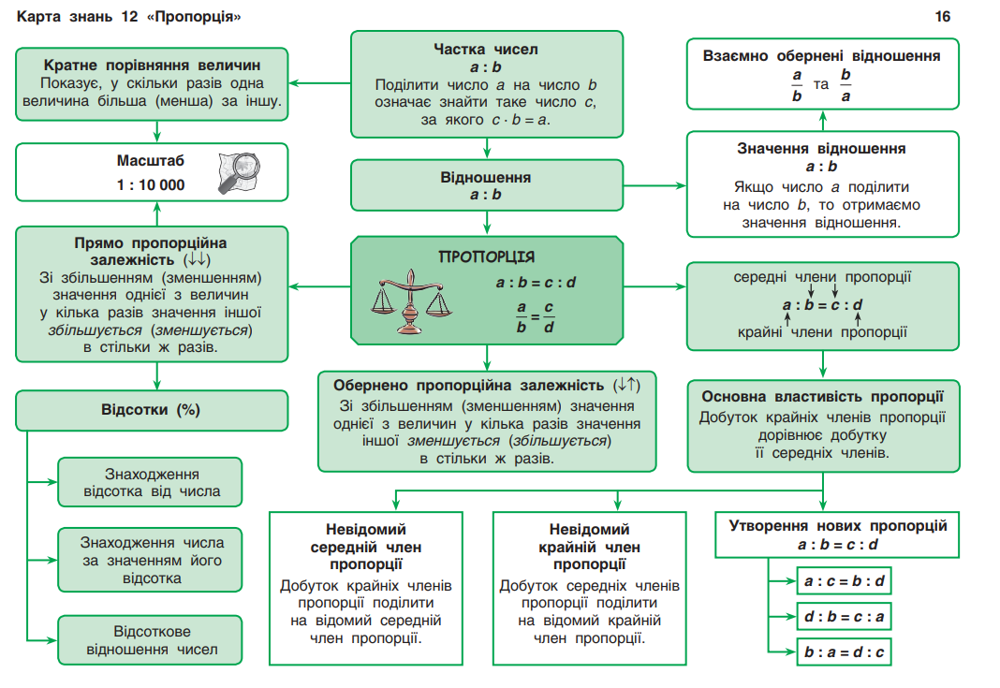 Карта знань 12 «Пропорція»
16
Кратне порівняння величин
Показує, у скільки разів одна
величина більша (менша) за іншу.
Частка чисел
a : b
Поділити число a на число b
означає знайти таке число c,
за якого c · b = a.
Взаємно обернені відношення
a/b та b/a
Масштаб
1 : 10 000
Відношення
a : b
Значення відношення
a : b
Якщо число a поділити
на число b, то отримаємо
значення відношення.
Прямо пропорційна
залежність (↓↓)
Зі збільшенням (зменшенням)
значення однієї з величин
у кілька разів значення іншої
збільшується (зменшується)
в стільки ж разів.
ПРОПОРЦІЯ
a : b = c : d
a/b = c/d
середні члени пропорції
a : b = c : d
крайні члени пропорції
Обернено пропорційна залежність (↓↑)
Зі збільшенням (зменшенням) значення
однієї з величин у кілька разів значення
іншої зменшується (збільшується)
в стільки ж разів.
Основна властивість пропорції
Добуток крайніх членів пропорції
дорівнює добутку
її середніх членів.
Відсотки (%)
Знаходження
відсотка від числа
Знаходження числа
за значенням його
відсотка
Відсоткове
відношення чисел
Невідомий
середній член
пропорції
Добуток крайніх членів
пропорції поділити
на відомий середній
член пропорції.
Невідомий
крайній член
пропорції
Добуток середніх членів
пропорції поділити
на відомий крайній
член пропорції.
Утворення нових пропорцій
a : b = c : d
a : c = b : d
d : b = c : a
b : a = d : c